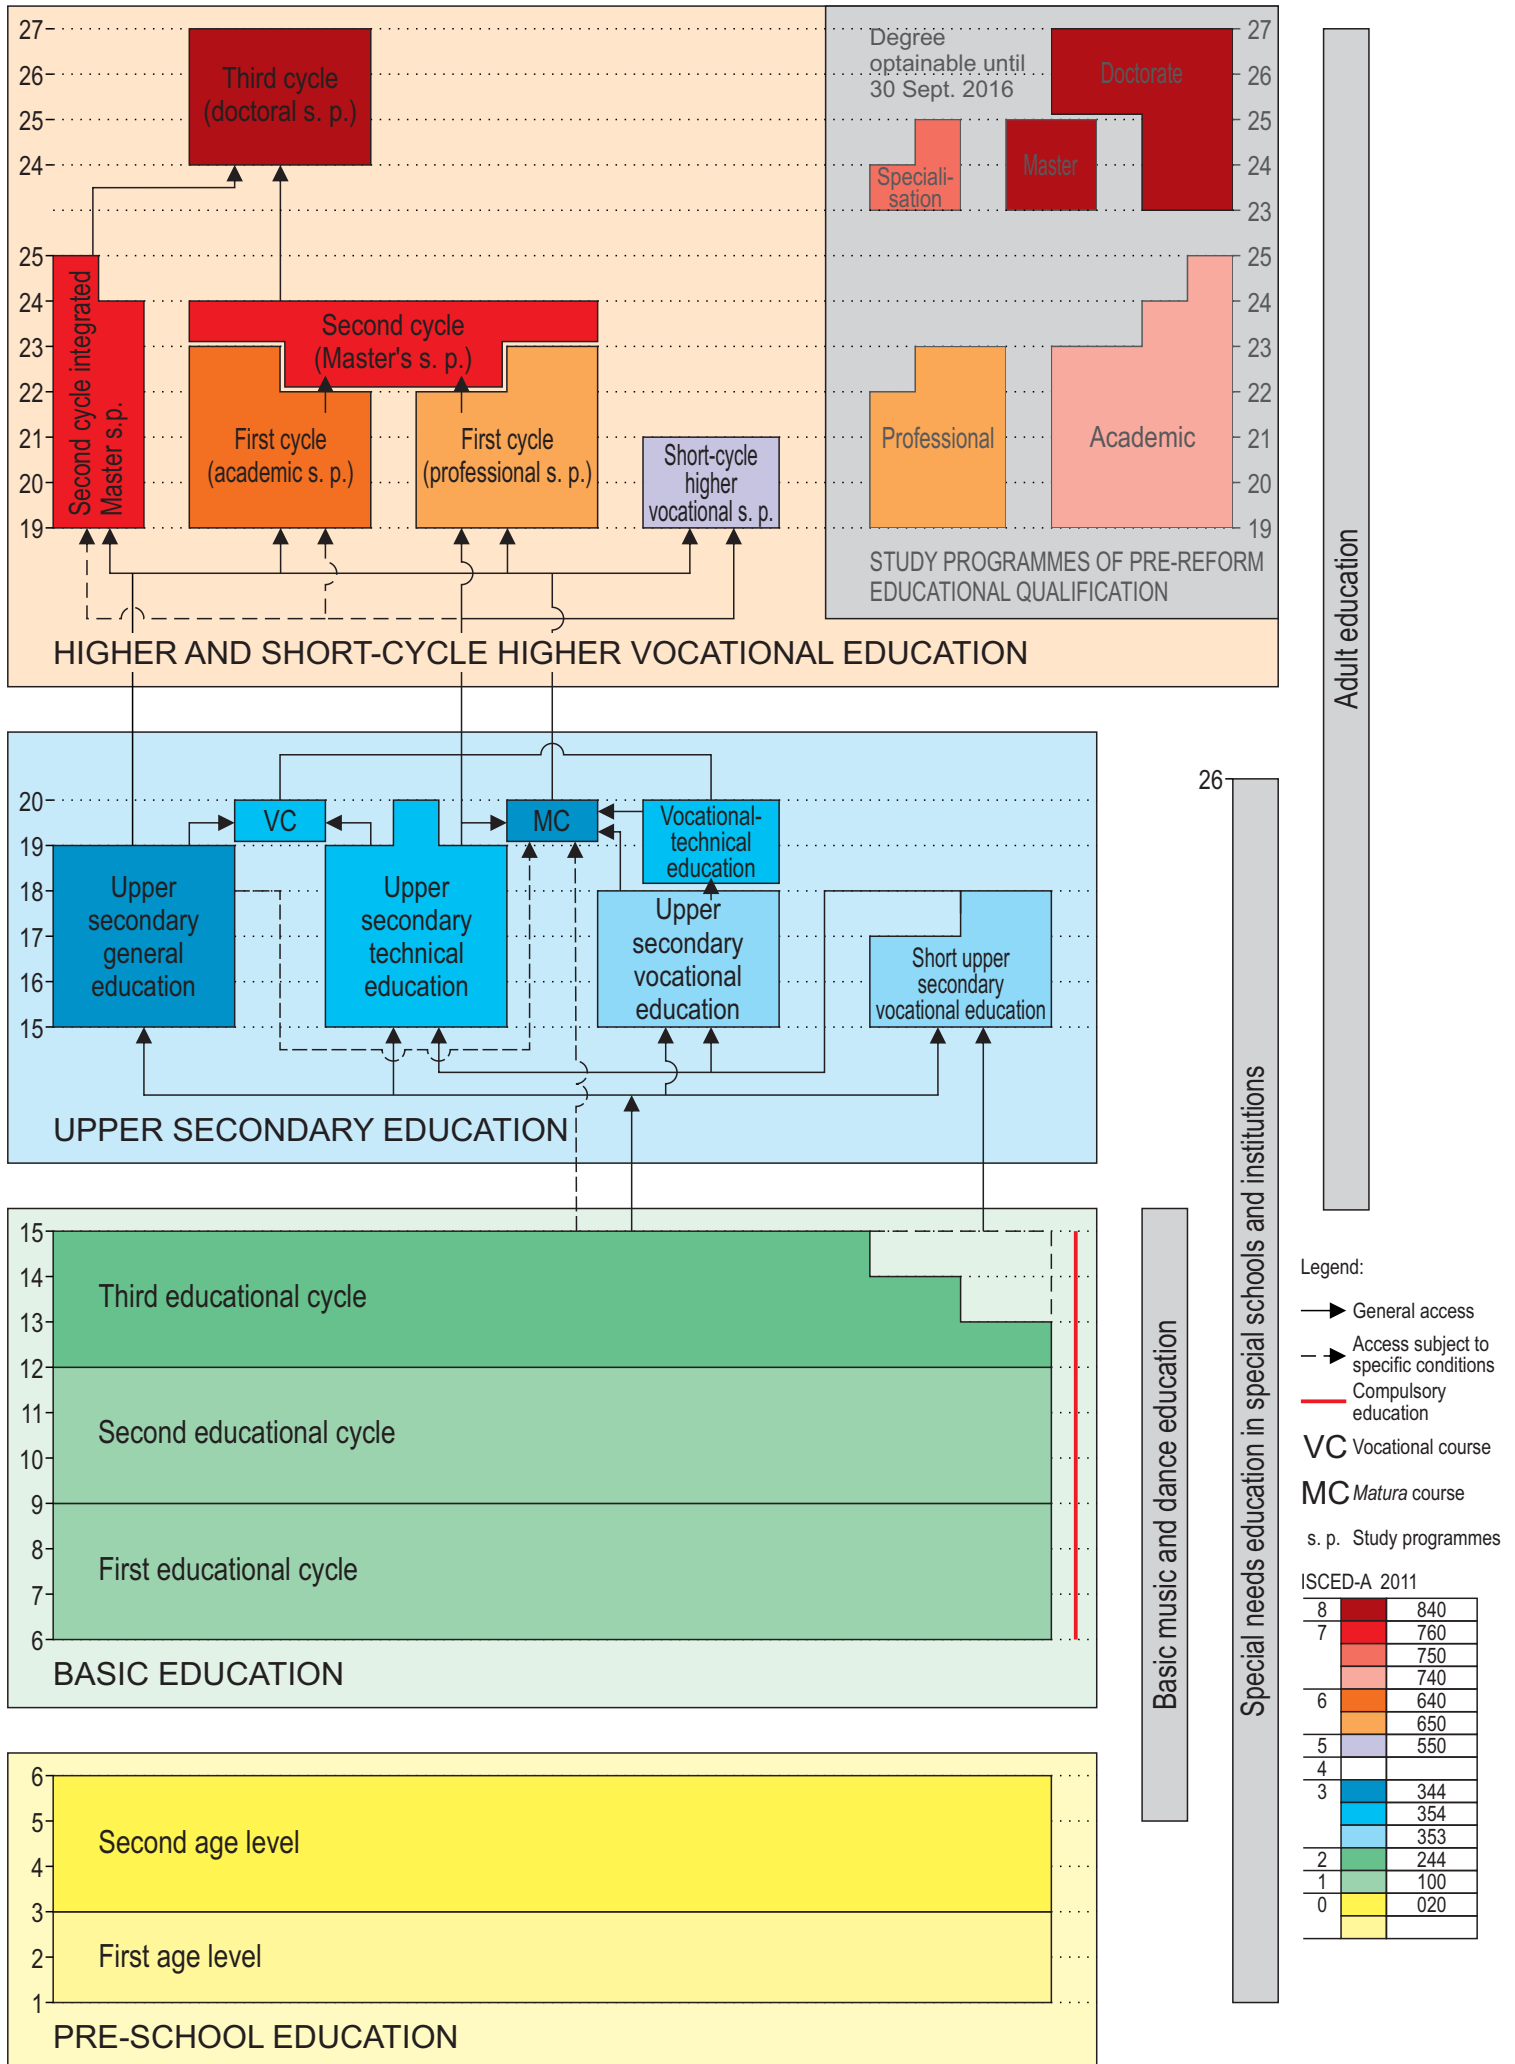 27
26
25
24
25
24
23
22
21
20
19
Third cycle
(doctoral s. p.)
Second cycle integrated
Master s.p.
Second cycle
(Master's s. p.)
First cycle
(academic s. p.)
First cycle
(professional s. p.)
Short-cycle
higher
vocational s. p.
Degree
optainable until
30 Sept. 2016
Doctorate
Speciali-
sation
Master
Professional
Academic
27
26
25
24
23
25
24
23
22
21
20
19
STUDY PROGRAMMES OF PRE-REFORM
EDUCATIONAL QUALIFICATION
HIGHER AND SHORT-CYCLE HIGHER VOCATIONAL EDUCATION
20
19
18
17
16
15
VC
MC
Vocational-
technical
education
Upper
secondary
general
education
Upper
secondary
technical
education
Upper
secondary
vocational
education
Short upper
secondary
vocational education
UPPER SECONDARY EDUCATION
15
14
13
12
11
10
9
8
7
6
Third educational cycle
Second educational cycle
First educational cycle
BASIC EDUCATION
6
5
4
3
2
1
Second age level
First age level
PRE-SCHOOL EDUCATION
Basic music and dance education
26
Special needs education in special schools and institutions
Adult education
Legend:
General access
Access subject to
specific conditions
Compulsory
education
VC Vocational course
MC Matura course
s. p. Study programmes
ISCED-A 2011
8 840
7 760
750
740
6 640
650
5 550
4
3 344
354
353
2 244
1 100
0 020